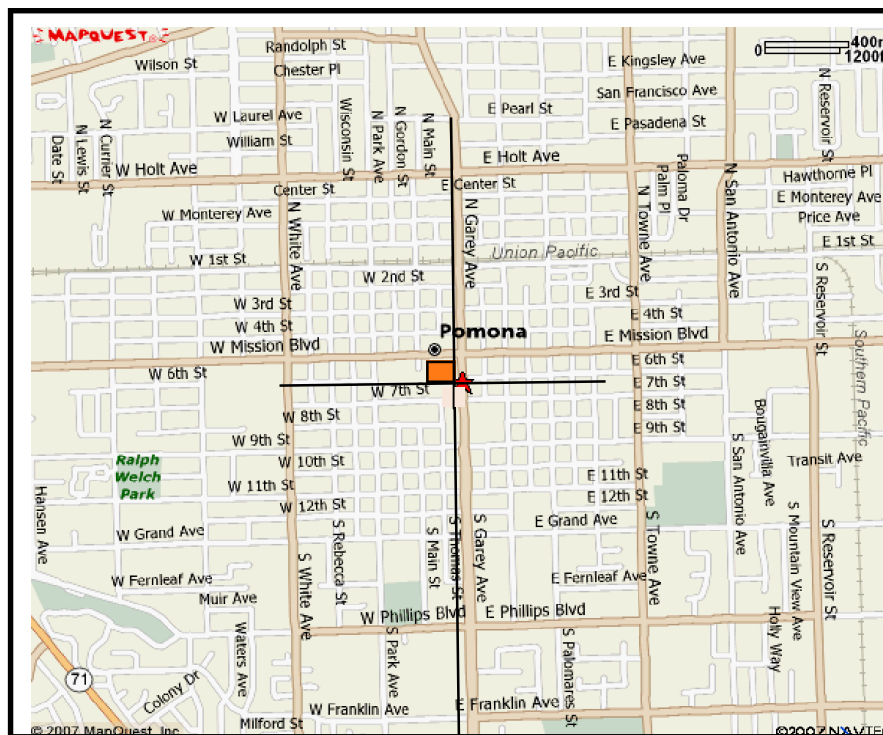 MAPQUEST
400m
1200ft
Randolph St
Wilson St
Chester Pl
E Kingsley Ave
San Francisco Ave
W Laurel Ave
E Pearl St
E Pasadena St
William St
Date St
N Lewis St
N Currier St
Wisconsin St
N Park Ave
N Gordon St
N Main St
N Reservoir St
W Holt Ave
E Holt Ave
Center St
E Center St
Hawthorne Pl
Paloma Dr
Palm Pl
N San Antonio Ave
E Monterey Ave
W Monterey Ave
Price Ave
N White Ave
N Garey Ave
N Towne Ave
E 1st St
Union Pacific
W 1st St
W 2nd St
S Reservoir St
E 3rd St
W 3rd St
E 4th St
W 4th St
Pomona
E Mission Blvd
W Mission Blvd
E 6th St
W 6th St
E 7th St
W 7th St
Southern Pacific
E 8th St
W 8th St
E 9th St
W 9th St
Bougainvilla Ave
S San Antonio Ave
Ralph
Welch
Park
W 10th St
Transit Ave
E 11th St
W 11th St
E 12th St
W 12th St
Hansen Ave
E Grand Ave
W Grand Ave
S Rebecca St
S Main St
S Thomas St
S Garey Ave
S Towne Ave
S Mountain View Ave
S Reservoir St
S White Ave
W Fernleaf Ave
E Fernleaf Ave
Muir Ave
W Phillips Blvd
E Phillips Blvd
Waters Ave
S Park Ave
S Palomares St
Holly Way
71
Colony Dr
W Franklin Ave
E Franklin Ave
Milford St
© 2007 MapQuest, Inc.
©2007 NAVTE